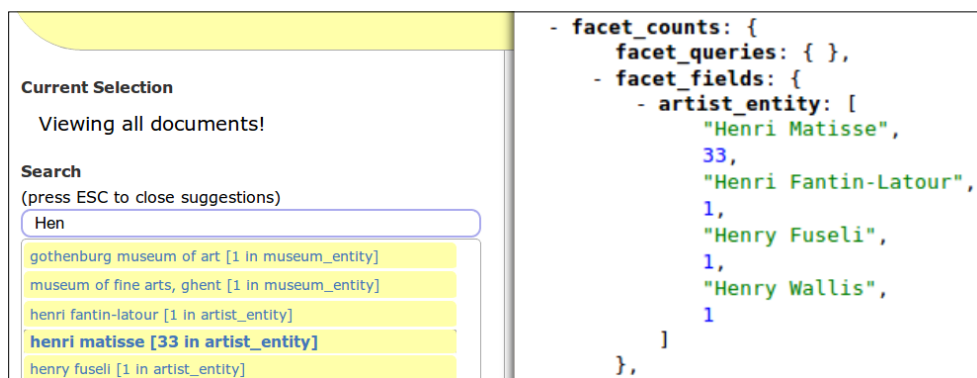 Current Selection
Viewing all documents!
Search
(press ESC to close suggestions)
Hen
gothenburg museum of art [1 in museum_entity]
museum of fine arts, ghent [1 in museum_entity]
henri fantin-latour [1 in artist_entity]
henri matisse [33 in artist_entity]
henry fuseli [1 in artist_entity]
- facet_counts: {
facet_queries: { },
- facet_fields: {
- artist_entity: [
"Henri Matisse",
33,
"Henri Fantin-Latour",
1,
"Henry Fuseli",
1,
"Henry Wallis",
1
]
},